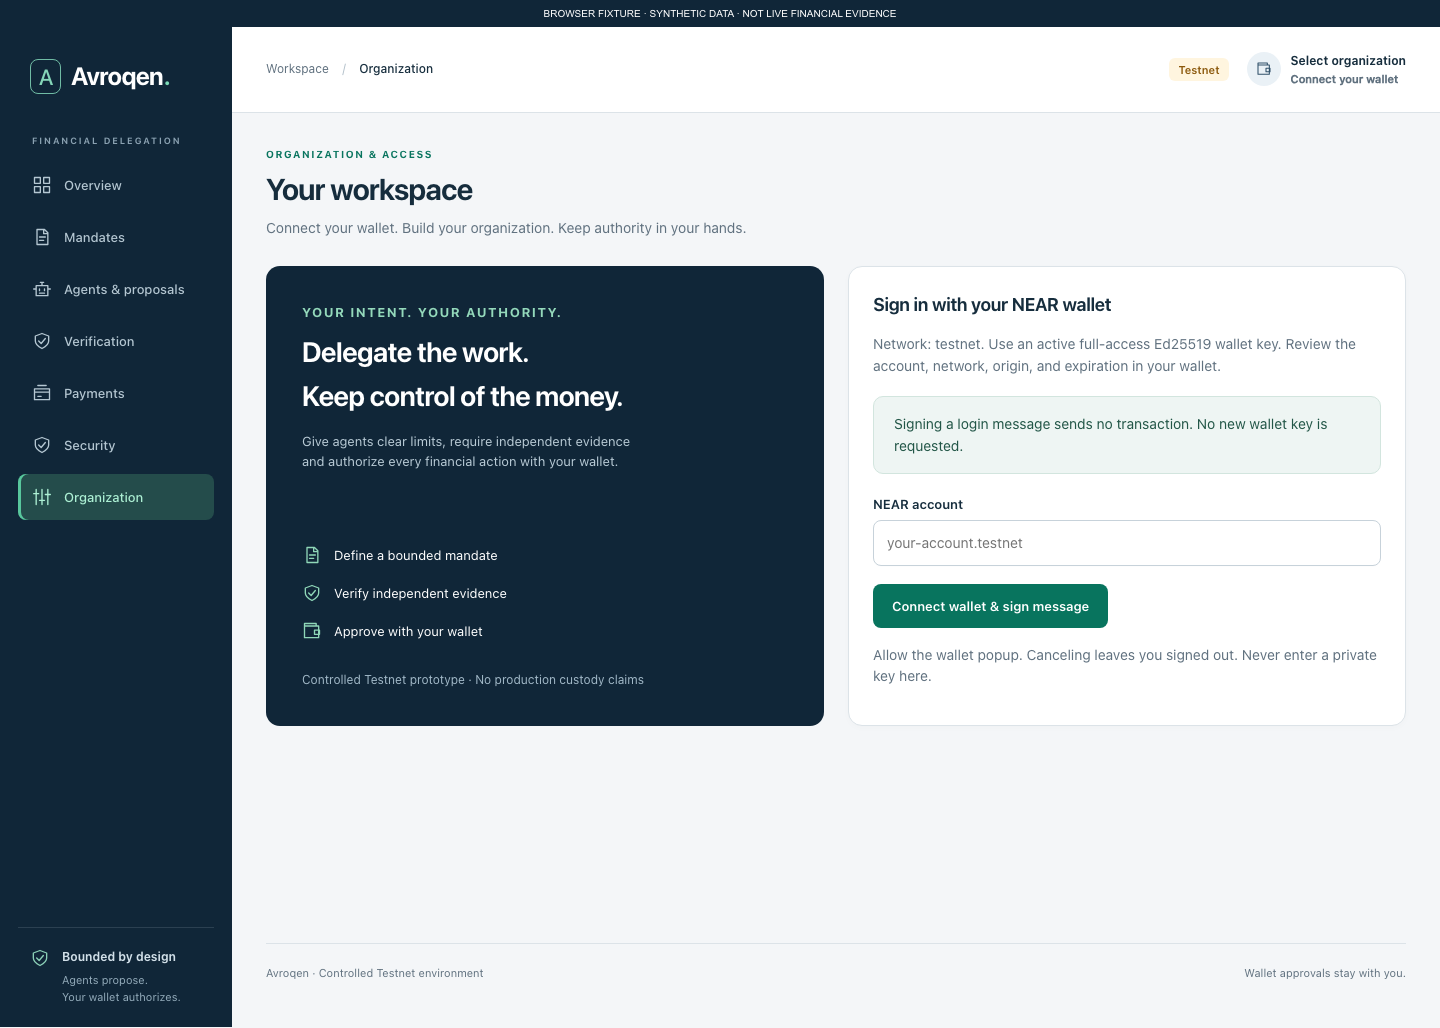 BROWSER FIXTURE · SYNTHETIC DATA · NOT LIVE FINANCIAL EVIDENCE
A Avroqen.
FINANCIAL DELEGATION
Overview
Mandates
Agents & proposals
Verification
Payments
Security
Organization
Bounded by design
Agents propose.
Your wallet authorizes.
Workspace / Organization
Testnet
Select organization
Connect your wallet
ORGANIZATION & ACCESS
Your workspace
Connect your wallet. Build your organization. Keep authority in your hands.
YOUR INTENT. YOUR AUTHORITY.
Delegate the work.
Keep control of the money.
Give agents clear limits, require independent evidence
and authorize every financial action with your wallet.
Define a bounded mandate
Verify independent evidence
Approve with your wallet
Controlled Testnet prototype · No production custody claims
Sign in with your NEAR wallet
Network: testnet. Use an active full-access Ed25519 wallet key. Review the
account, network, origin, and expiration in your wallet.
Signing a login message sends no transaction. No new wallet key is
requested.
NEAR account
your-account.testnet
Connect wallet & sign message
Allow the wallet popup. Canceling leaves you signed out. Never enter a private
key here.
Avroqen · Controlled Testnet environment
Wallet approvals stay with you.